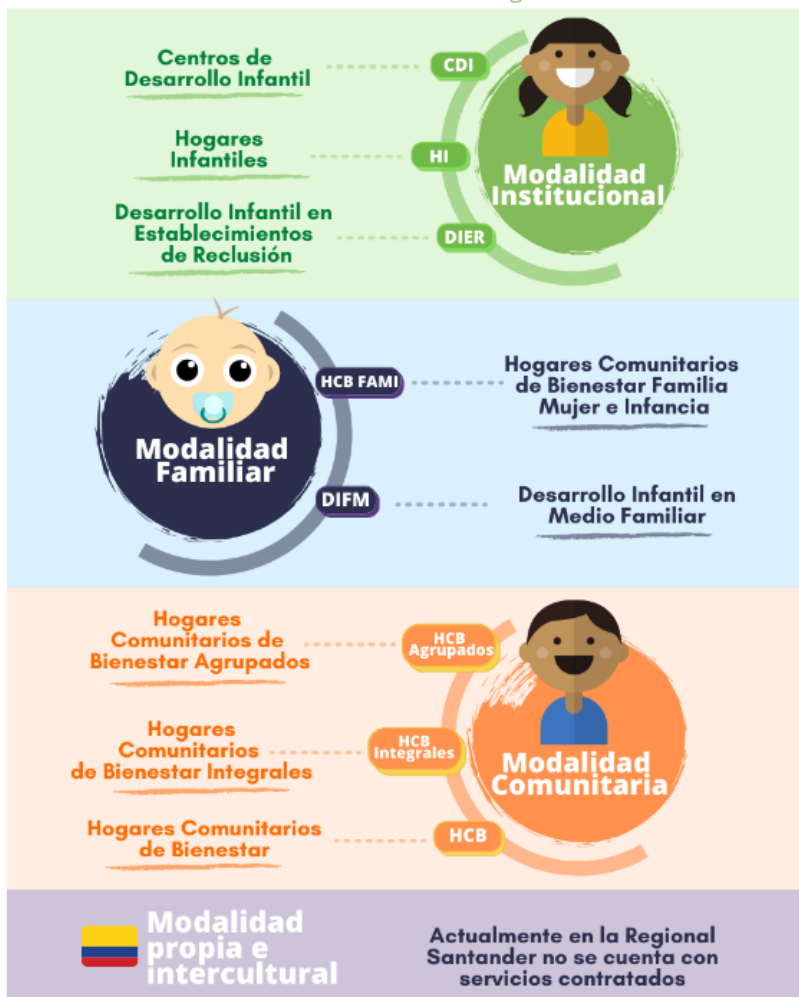 Centros de
Desarrollo Infantil
CDI
Hogares
Infantiles
HI
Desarrollo Infantil en
Establecimientos
de Reclusión
DIER
Modalidad
Institucional
Modalidad
Familiar
HCB FAMI
Hogares Comunitarios
de Bienestar Familia
Mujer e Infancia
DIFM
Desarrollo Infantil en
Medio Familiar
Hogares
Comunitarios de
Bienestar Agrupados
HCB
Agrupados
Hogares
Comunitarios
de Bienestar Integrales
HCB
Integrales
Hogares Comunitarios
de Bienestar
HCB
Modalidad
Comunitaria
Modalidad
propia e
intercultural
Actualmente en la Regional
Santander no se cuenta con
servicios contratados